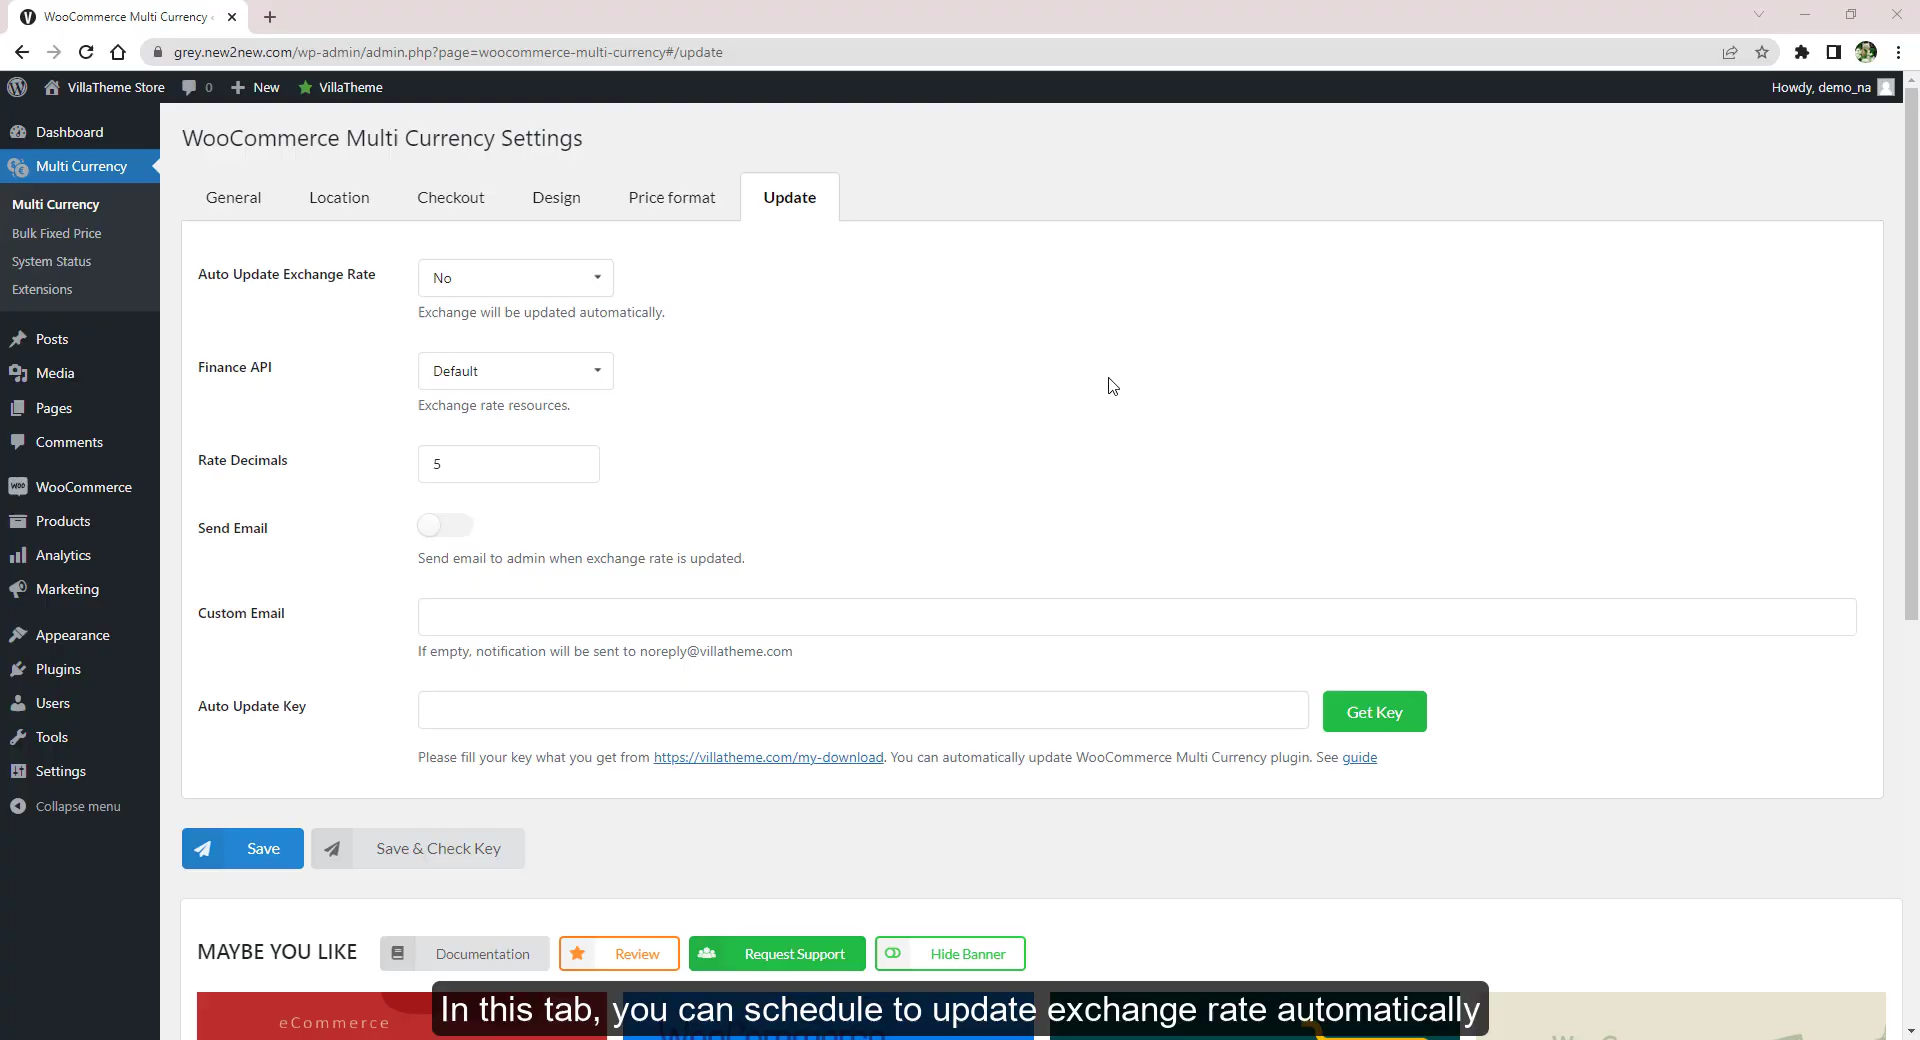 WooCommerce Multi Currency
grey.new2new.com/wp-admin/admin.php?page=woocommerce-multi-currency#/update
VillaTheme Store
0
New
VillaTheme
Howdy, demo_na
Dashboard
Multi Currency
Multi Currency
Bulk Fixed Price
System Status
Extensions
Posts
Media
Pages
Comments
WooCommerce
Products
Analytics
Marketing
Appearance
Plugins
Users
Tools
Settings
Collapse menu
WooCommerce Multi Currency Settings
General Location Checkout Design Price format Update
Auto Update Exchange Rate
No
Exchange will be updated automatically.
Finance API
Default
Exchange rate resources.
Rate Decimals
5
Send Email
Send email to admin when exchange rate is updated.
Custom Email
If empty, notification will be sent to noreply@villatheme.com
Auto Update Key
Get Key
Please fill your key what you get from https://villatheme.com/my-download. You can automatically update WooCommerce Multi Currency plugin. See guide
Save
Save & Check Key
MAYBE YOU LIKE
Documentation
Review
Request Support
Hide Banner
eCommerce
In this tab, you can schedule to update exchange rate automatically